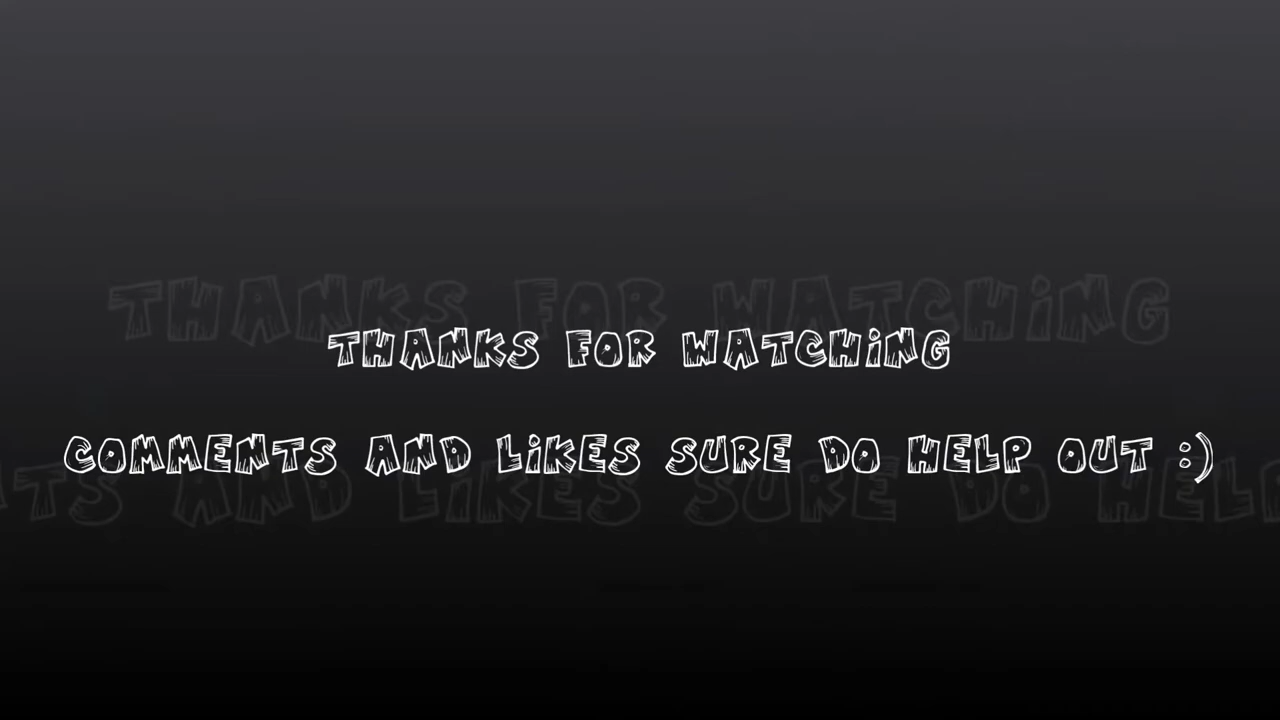 THANKS FOR WATCHiNG
COMMENTS AND LiKES SURE DO HELP OUT :)